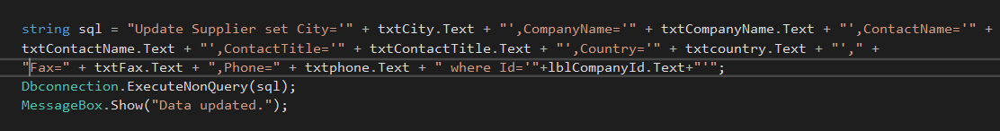 string sql = "Update Supplier set City='" + txtCity.Text + "',CompanyName='" + txtCompanyName.Text + "',ContactName='" +
txtContactName.Text + "',ContactTitle='" + txtContactTitle.Text + "',Country='" + txtcountry.Text + "'," +
"Fax=" + txtFax.Text + ",Phone=" + txtphone.Text + " where Id='"+lblCompanyId.Text+"'";
Dbconnection.ExecuteNonQuery(sql);
MessageBox.Show("Data updated.");